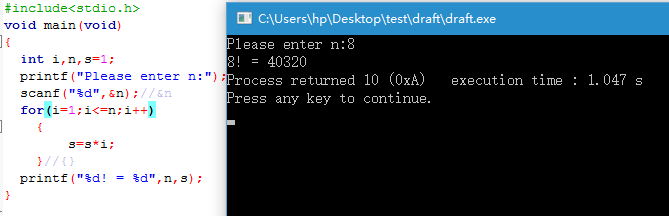 #include<stdio.h>
void main(void)
{
int i,n,s=1;
printf("Please enter n:");
scanf("%d",&n);//&n
for(i=1;i<=n;i++)
{
s=s*i;
}//{}
printf("%d! = %d",n,s);
}
C:\Users\hp\Desktop\test\draft\draft.exe
Please enter n:8
8! = 40320
Process returned 10 (0xA)   execution time : 1.047 s
Press any key to continue.